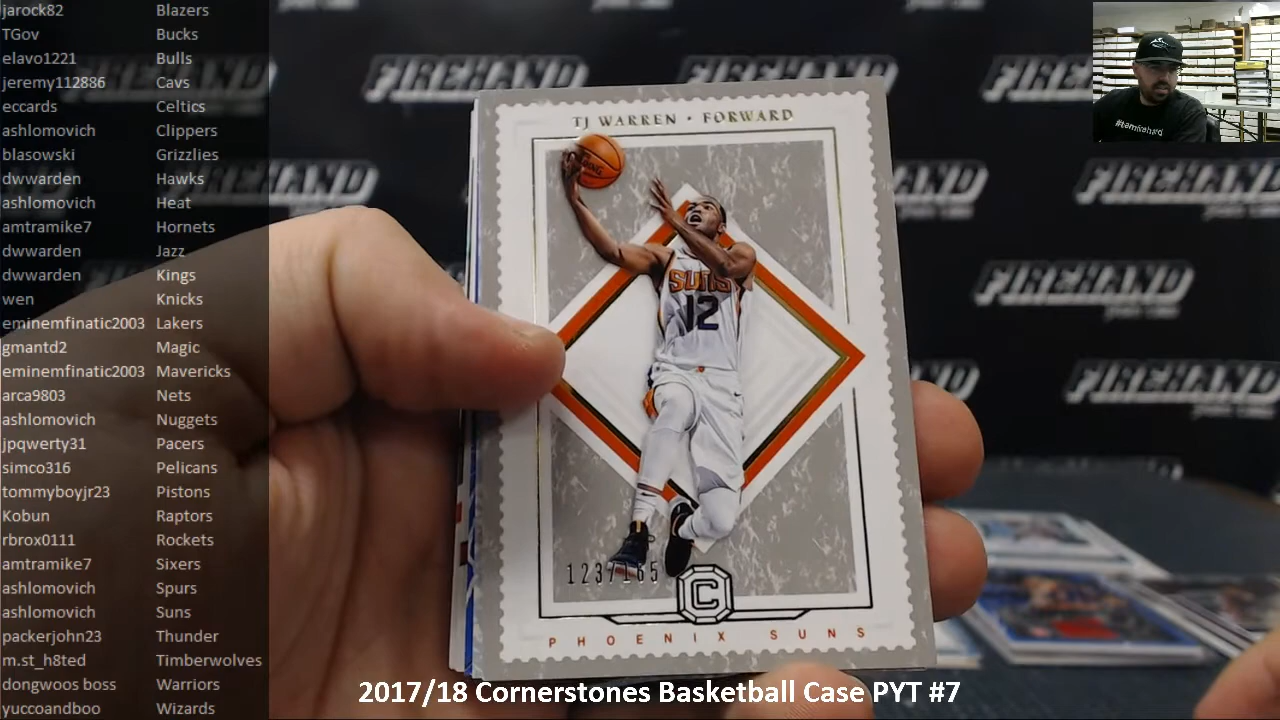 jarock82 Blazers
TGov Bucks
elavo1221 Bulls
jeremy112886 Cavs
eccards Celtics
ashlomovich Clippers
blasowski Grizzlies
dwwarden Hawks
ashlomovich Heat
amtramike7 Hornets
dwwarden Jazz
dwwarden Kings
wen Knicks
eminemfinatic2003 Lakers
gmantd2 Magic
eminemfinatic2003 Mavericks
arca9803 Nets
ashlomovich Nuggets
jpqwerty31 Pacers
simco316 Pelicans
tommyboyjr23 Pistons
Kobun Raptors
rbrox0111 Rockets
amtramike7 Sixers
ashlomovich Spurs
ashlomovich Suns
packerjohn23 Thunder
m.st_h8ted Timberwolves
dongwoos boss Warriors
yuccoandboo Wizards
FIREHAND FIREHAND FIREHAND
FIREHAND
FIREHAND
FIREHAND
FIREHAND
TJ WARREN • FORWARD
SUNS
12
123/165
C
PHOENIX SUNS
#teamfirehand
2017/18 Cornerstones Basketball Case PYT #7